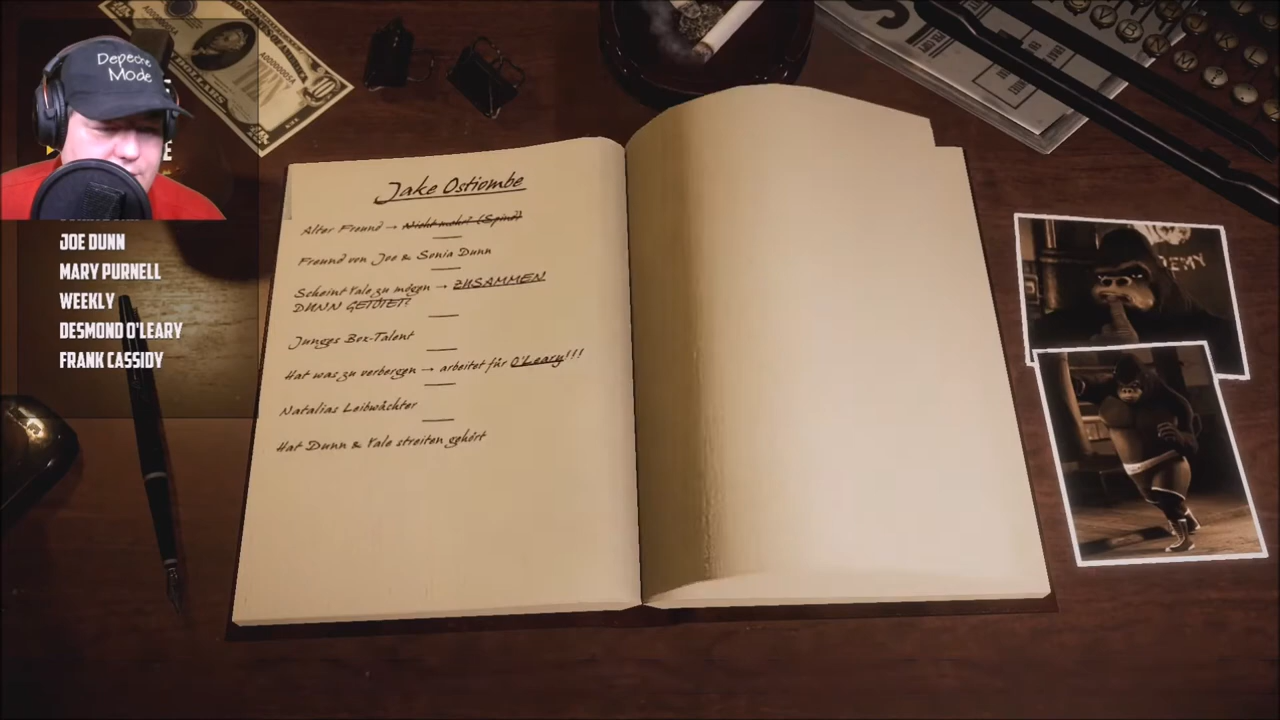 Depeche
Mode
JOE DUNN
MARY PURNELL
WEEKLY
DESMOND O'LEARY
FRANK CASSIDY
Jake Ostiombe
Alter Freund → Nicht mehr? (Spind)
Freund von Joe & Sonia Dunn
Scheint Yale zu mögen → ZUSAMMEN
DUNN GETÖTET?
Junges Box-Talent
Hat was zu verbergen → arbeitet für O'Leary!!!
Natalias Leibwächter
Hat Dunn & Yale streiten gehört
10
DEMY